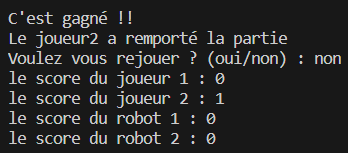 C'est gagné !!
Le joueur2 a remporté la partie
Voulez vous rejouer ? (oui/non) : non
le score du joueur 1 : 0
le score du joueur 2 : 1
le score du robot 1 : 0
le score du robot 2 : 0